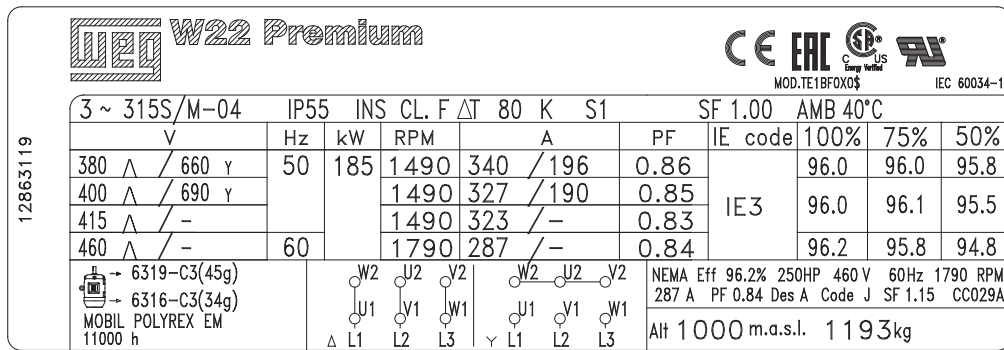 WEG W22 Premium
CE EAC C SA US Energy Verified UR
MOD.TE1BF0X0$ IEC 60034-1
3 ~ 315S/M-04 IP55 INS CL. F ΔT 80 K S1 SF 1.00 AMB 40°C
V Hz kW RPM A PF IE code 100% 75% 50%
380 Λ / 660 Y 50 185 1490 340 / 196 0.86 96.0 96.0 95.8
400 Λ / 690 Y 1490 327 / 190 0.85 IE3 96.0 96.1 95.5
415 Λ / - 1490 323 / - 0.83
460 Λ / - 60 1790 287 / - 0.84 96.2 95.8 94.8
→ 6319-C3(45g)
→ 6316-C3(34g)
MOBIL POLYREX EM
11000 h
W2 U2 V2
U1 V1 W1
Δ L1 L2 L3
W2 U2 V2
U1 V1 W1
Y L1 L2 L3
NEMA Eff 96.2% 250HP 460 V 60Hz 1790 RPM
287 A PF 0.84 Des A Code J SF 1.15 CC029A
Alt 1000 m.a.s.l. 1193kg
12863119